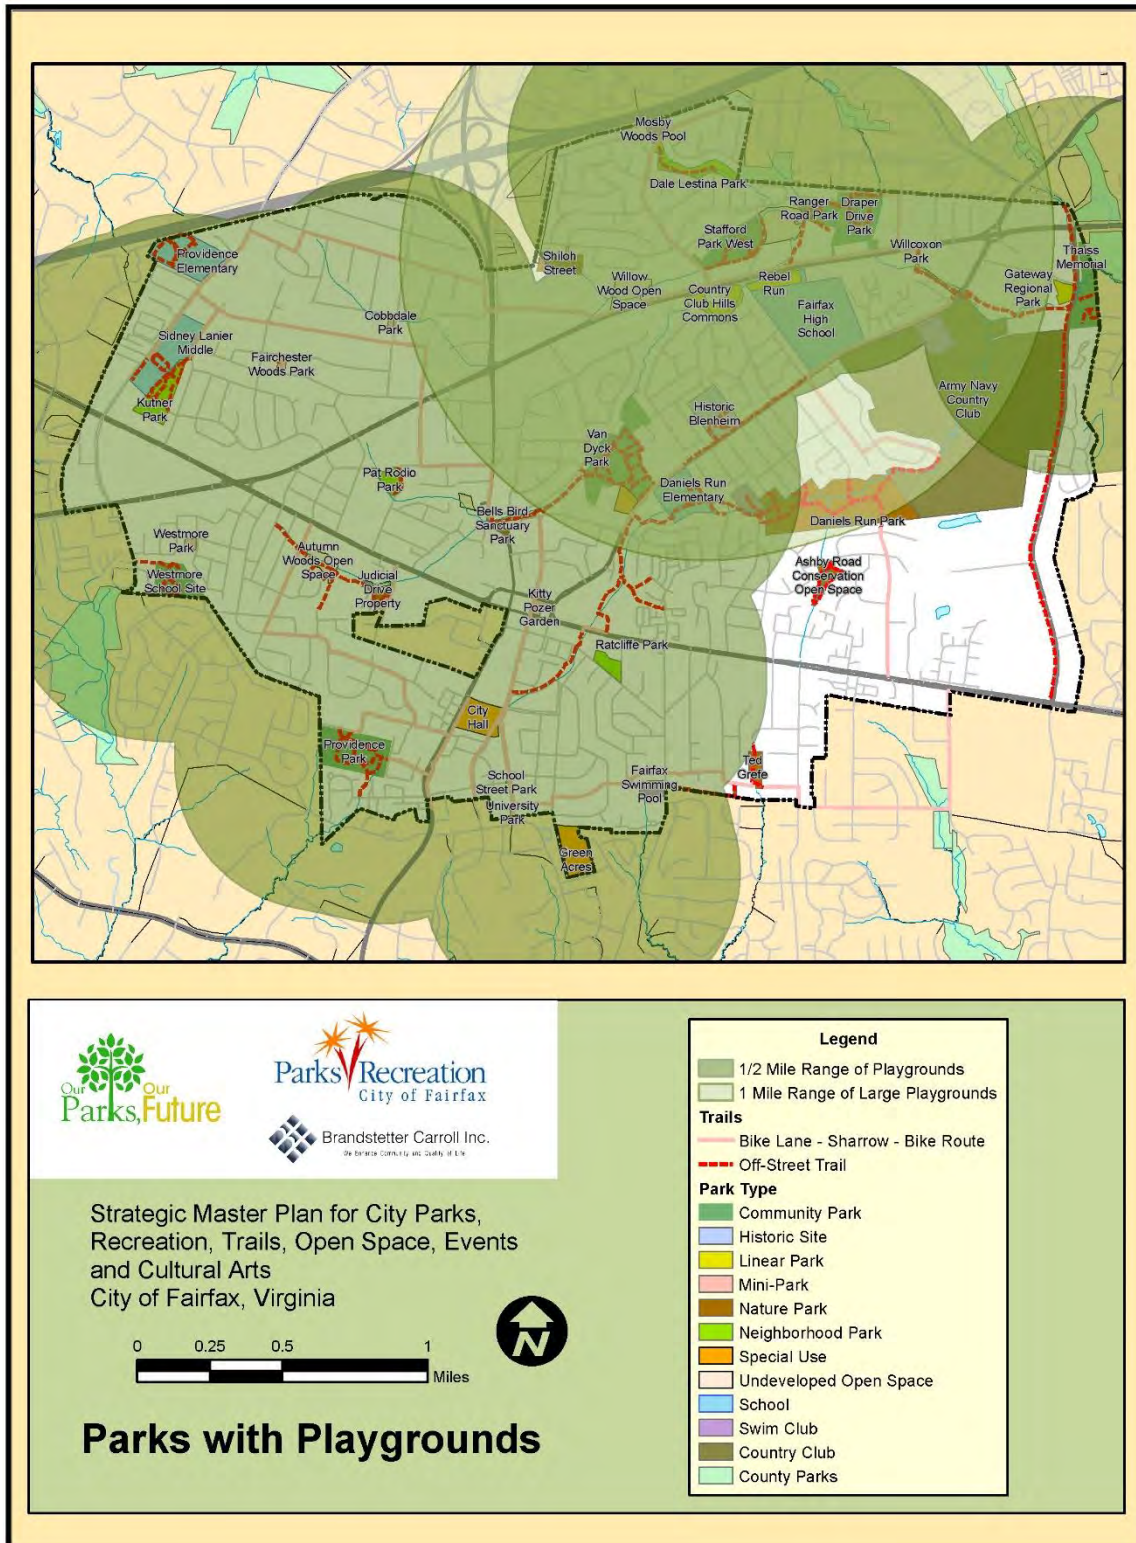 Mosby
Woods Pool
Dale Lestina Park
Ranger
Road Park
Draper
Drive
Park
Stafford
Park West
Willcoxon
Park
Thaiss
Memorial
Providence
Elementary
Shiloh
Street
Willow
Wood Open
Space
Country
Club Hills
Commons
Rebel
Run
Fairfax
High
School
Gateway
Regional
Park
Cobbdale
Park
Sidney Lanier
Middle
Fairchester
Woods Park
Kutner
Park
Army Navy
Country
Club
Historic
Blenheim
Van
Dyck
Park
Pat Rodio
Park
Daniels Run
Elementary
Bells Bird
Sanctuary
Park
Daniels Run Park
Westmore
Park
Westmore
School Site
Autumn
Woods Open
Space
Judicial
Drive
Property
Ashby Road
Conservation
Open Space
Kitty
Pozer
Garden
Ratcliffe Park
City
Hall
Providence
Park
School
Street Park
University
Park
Fairfax
Swimming
Pool
Ted
Grefe
Green
Acres
Our
Parks,
Our
Future
Parks Recreation
City of Fairfax
Brandstetter Carroll Inc.
We Enhance Community and Quality of Life
Strategic Master Plan for City Parks,
Recreation, Trails, Open Space, Events
and Cultural Arts
City of Fairfax, Virginia
0 0.25 0.5 1
Miles
N
Parks with Playgrounds
Legend
1/2 Mile Range of Playgrounds
1 Mile Range of Large Playgrounds
Trails
Bike Lane - Sharrow - Bike Route
Off-Street Trail
Park Type
Community Park
Historic Site
Linear Park
Mini-Park
Nature Park
Neighborhood Park
Special Use
Undeveloped Open Space
School
Swim Club
Country Club
County Parks